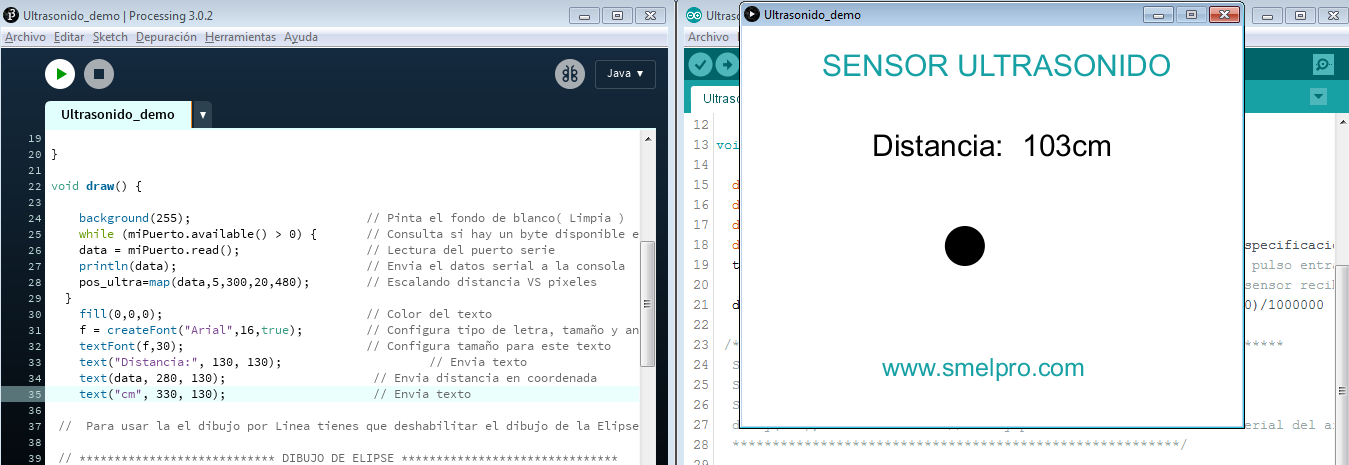 Ultrasonido_demo | Processing 3.0.2
Archivo Editar Sketch Depuración Herramientas Ayuda
Java ▾
Ultrasonido_demo ▾
19
20 }
21
22 void draw() {
23
24 background(255); // Pinta el fondo de blanco( Limpia )
25 while (miPuerto.available() > 0) { // Consulta si hay un byte disponible e
26 data = miPuerto.read(); // Lectura del puerto serie
27 println(data); // Envia el datos serial a la consola
28 pos_ultra=map(data,5,300,20,480); // Escalando distancia VS pixeles
29 }
30 fill(0,0,0); // Color del texto
31 f = createFont("Arial",16,true); // Configura tipo de letra, tamaño y an
32 textFont(f,30); // Configura tamaño para este texto
33 text("Distancia:", 130, 130); // Envia texto
34 text(data, 280, 130); // Envia distancia en coordenada
35 text("cm", 330, 130); // Envia texto
36
37 // Para usar la el dibujo por Linea tienes que deshabilitar el dibujo de la Elipse
38
39 // **************************** DIBUJO DE ELIPSE *******************************
Ultrasonido_demo
SENSOR ULTRASONIDO
Distancia: 103cm
www.smelpro.com
Ultras
Archivo
Ultraso
12
13 voi
14
15 d
16 d
17 d
18 d specificació
19 t pulso entra
20 d sensor recib
21 d 0)/1000000
22
23 /* ******
24 S
25 S
26 S
27 d erial del a
28 ********************************************************/
29